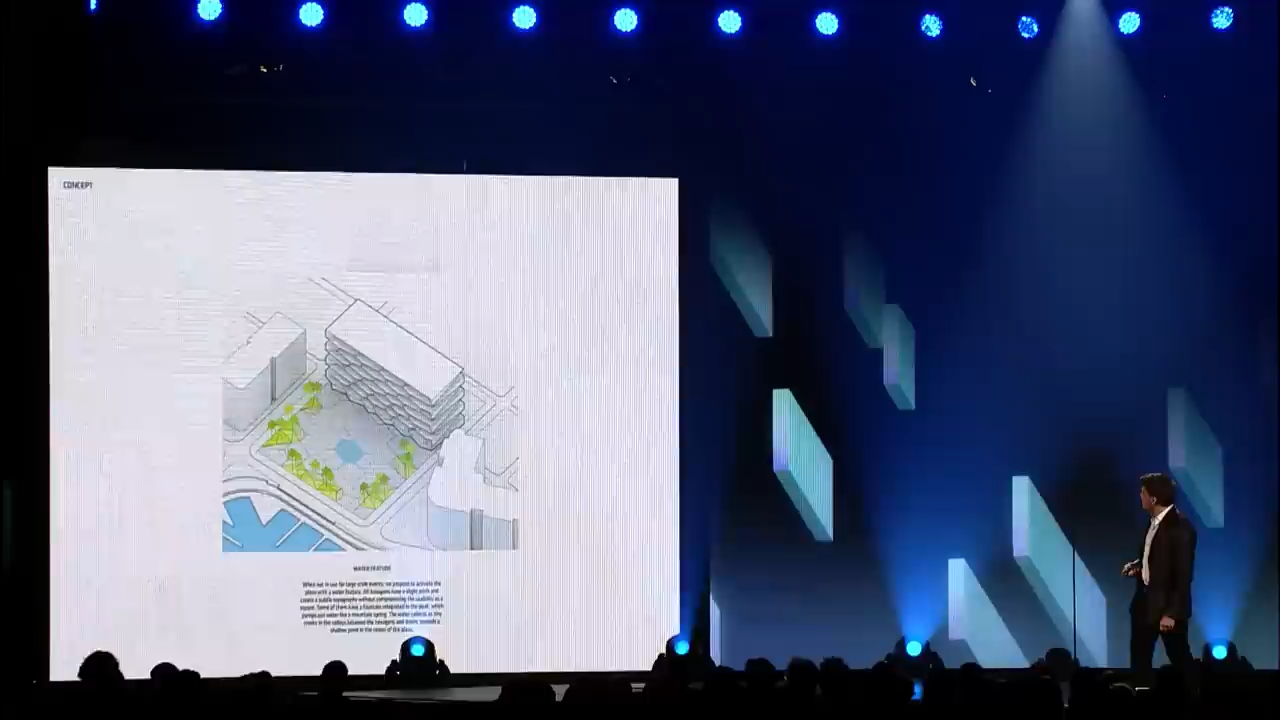 CONCEPT
WATER FEATURE
When not in use for large scale events, we propose to activate the
plaza with a water feature. All hexagons have a slight pitch and
create a subtle topography without compromising the usability as a
square. Some of them have a fountain integrated in the peak, which
pumps out water like a mountain spring. The water collects as tiny
creeks in the valleys between the hexagons and drains towards a
shallow pond in the center of the plaza.